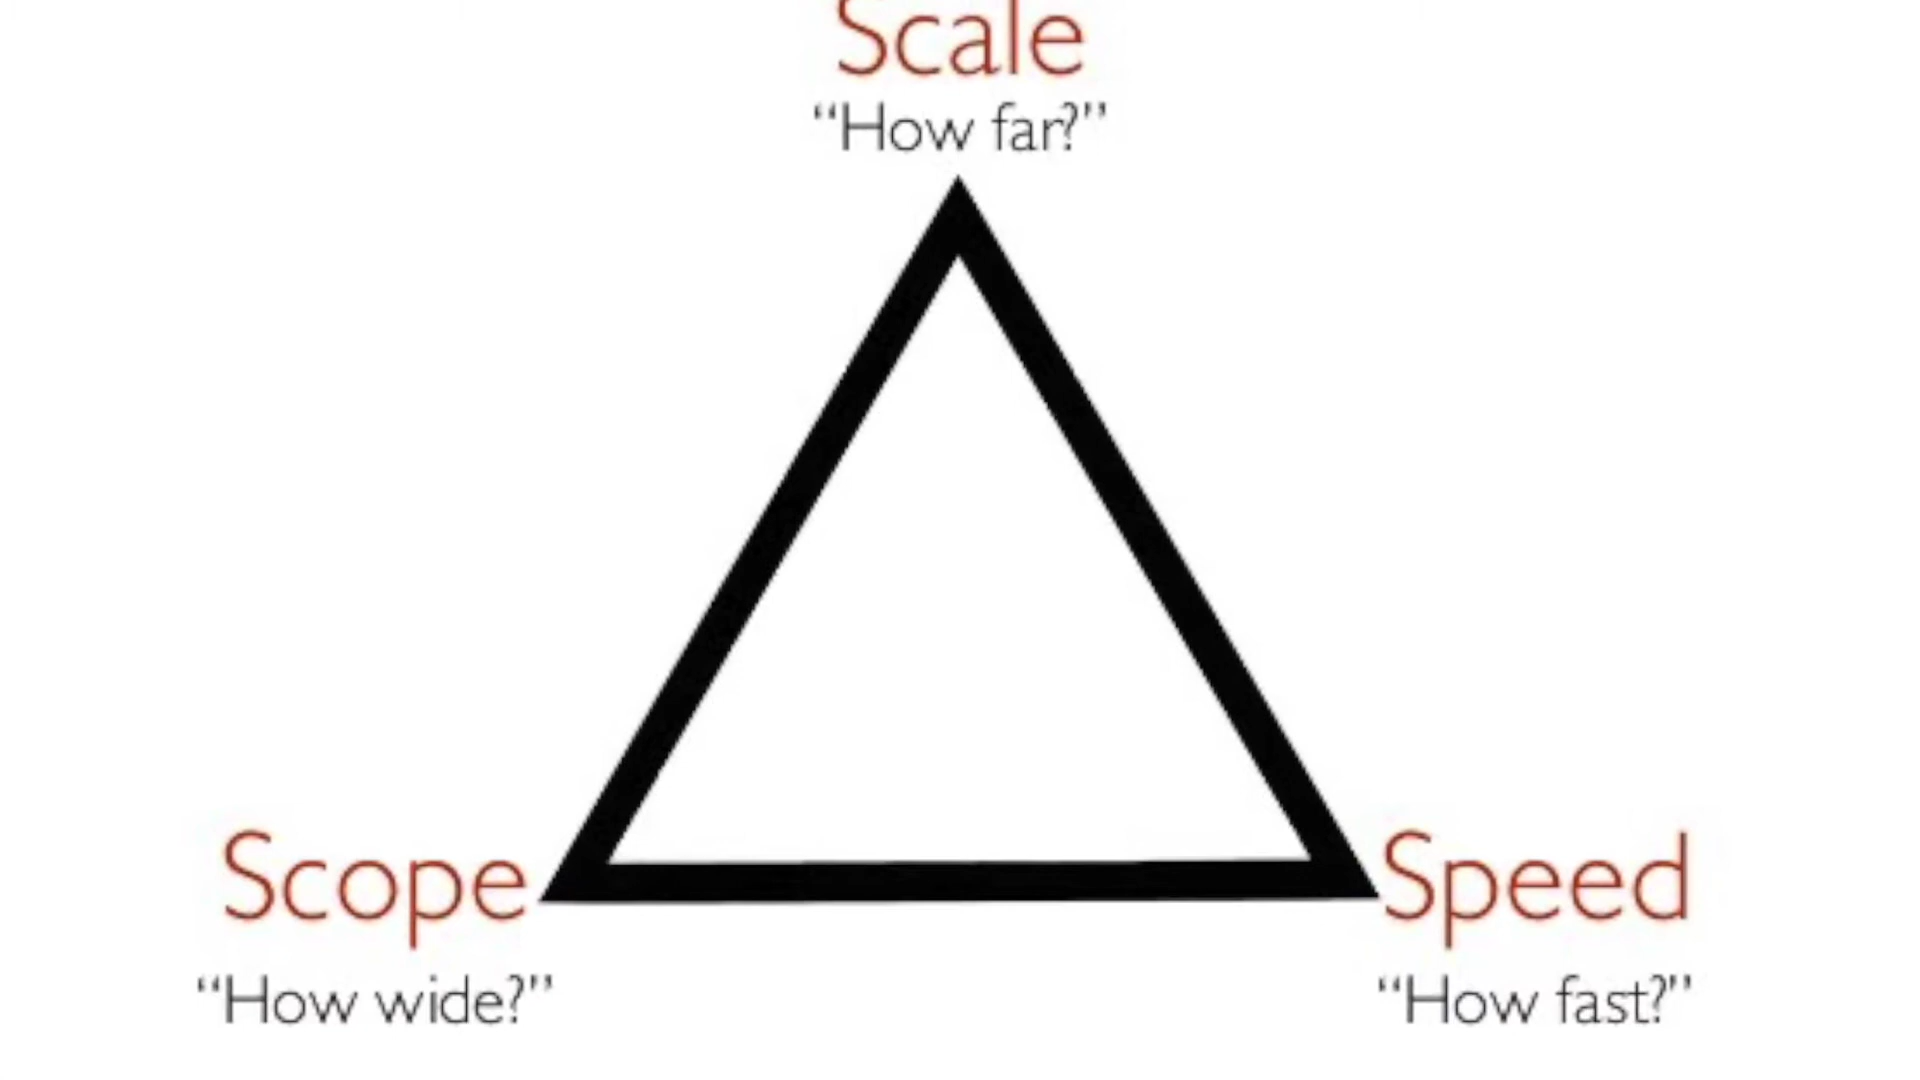 Scale
“How far?”
Scope
Speed
“How wide?”
“How fast?”